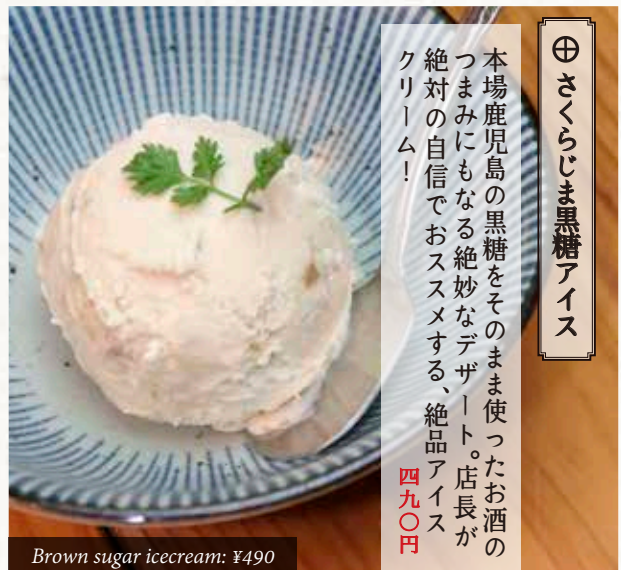 さくらじま黒糖アイス
本場鹿児島の黒糖をそのまま使ったお酒の
つまみにもなる絶妙なデザート。店長が
絶対の自信でおススメする、絶品アイス
クリーム！
四九〇円
Brown sugar icecream: ¥490